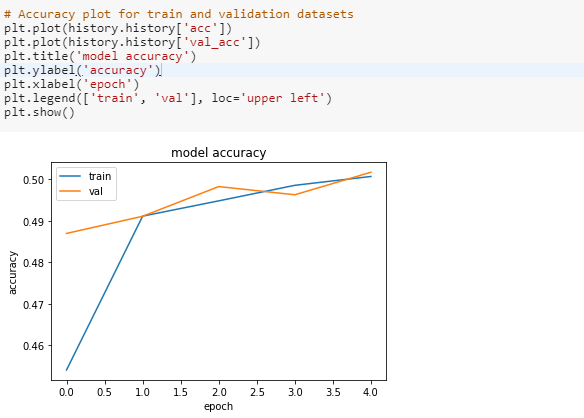 # Accuracy plot for train and validation datasets
plt.plot(history.history['acc'])
plt.plot(history.history['val_acc'])
plt.title('model accuracy')
plt.ylabel('accuracy')
plt.xlabel('epoch')
plt.legend(['train', 'val'], loc='upper left')
plt.show()
model accuracy
train
val
0.50
0.49
0.48
0.47
0.46
accuracy
0.0 0.5 1.0 1.5 2.0 2.5 3.0 3.5 4.0
epoch